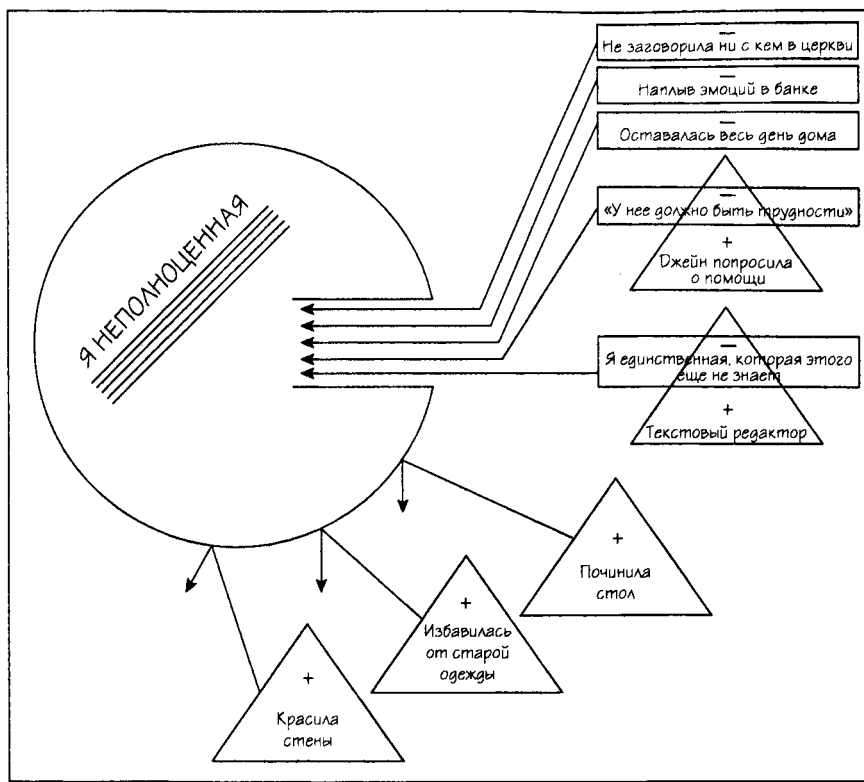 –
Не заговорила ни с кем в церкви
–
Наплыв эмоций в банке
–
Оставалась весь день дома
–
«У нее должно быть трудности»
+
Джейн попросила
о помощи
–
Я единственная, которая этого
еще не знает
+
Текстовый редактор
Я НЕПОЛНОЦЕННАЯ
+
Починила
стол
+
Избавилась
от старой
одежды
+
Красила
стены